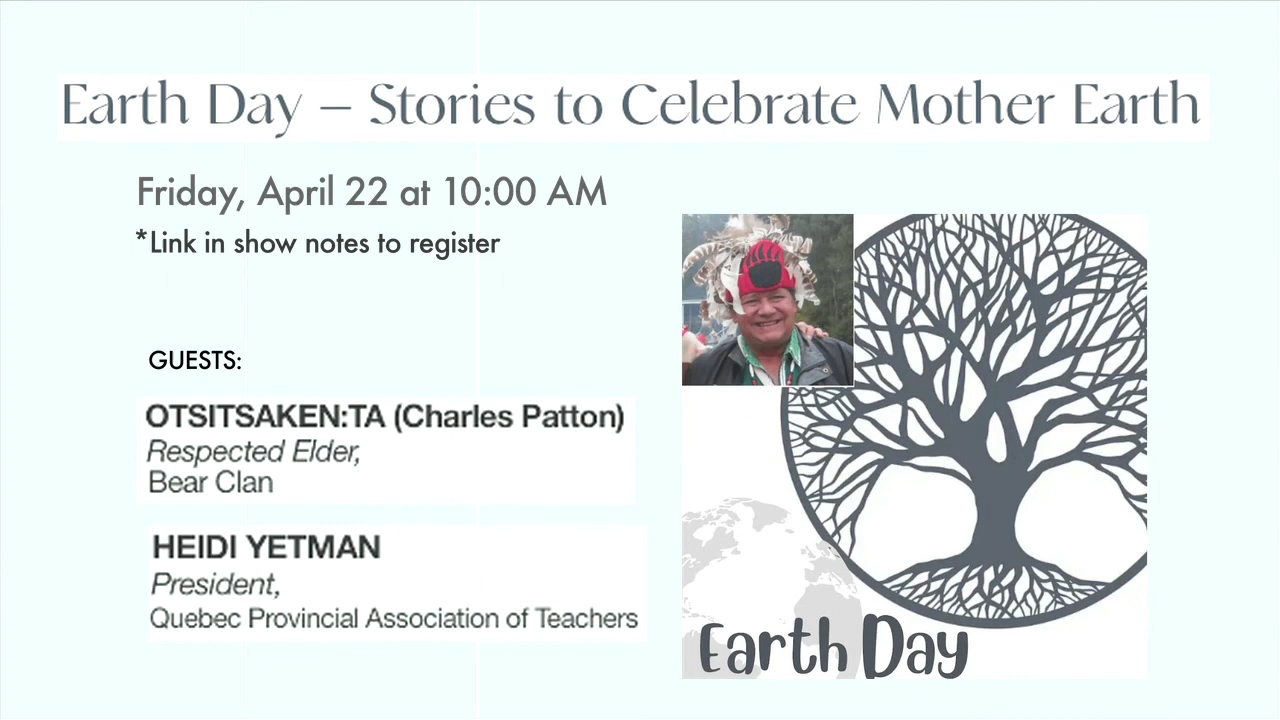 Earth Day – Stories to Celebrate Mother Earth
Friday, April 22 at 10:00 AM
*Link in show notes to register
GUESTS:
OTSITSAKEN:TA (Charles Patton)
Respected Elder,
Bear Clan
HEIDI YETMAN
President,
Quebec Provincial Association of Teachers
Earth Day